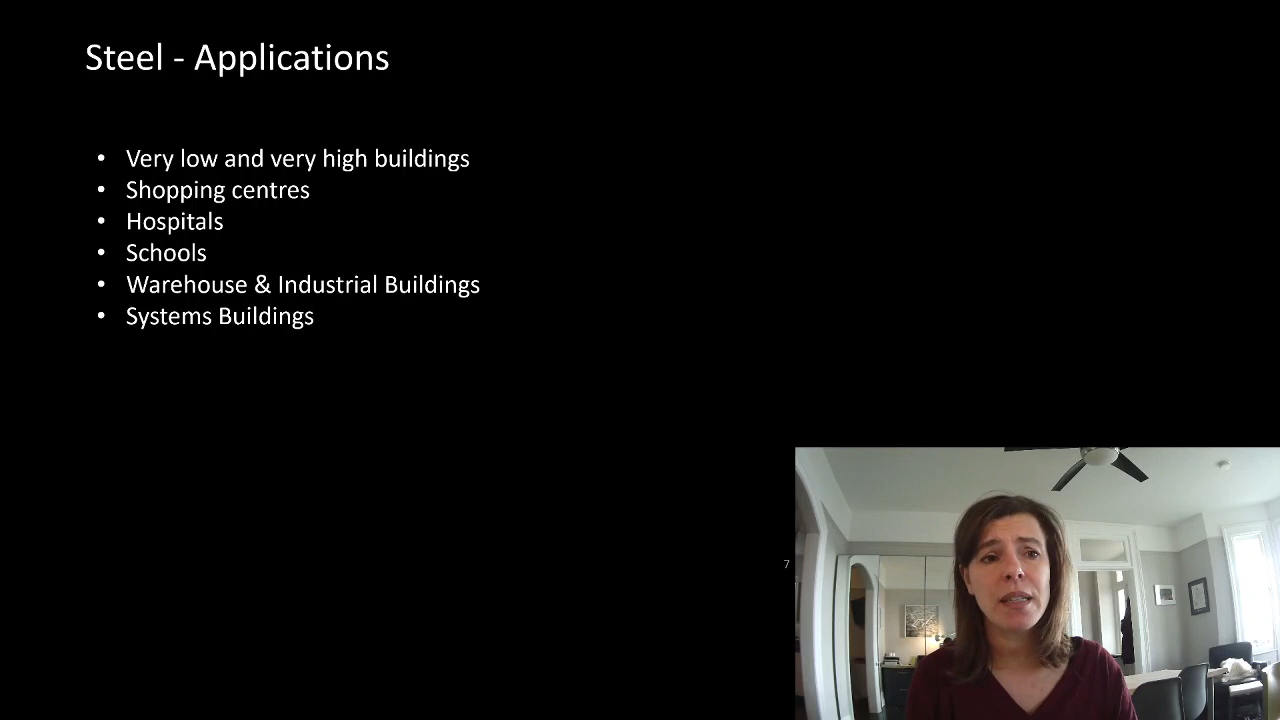 Steel - Applications
• Very low and very high buildings
• Shopping centres
• Hospitals
• Schools
• Warehouse & Industrial Buildings
• Systems Buildings
7